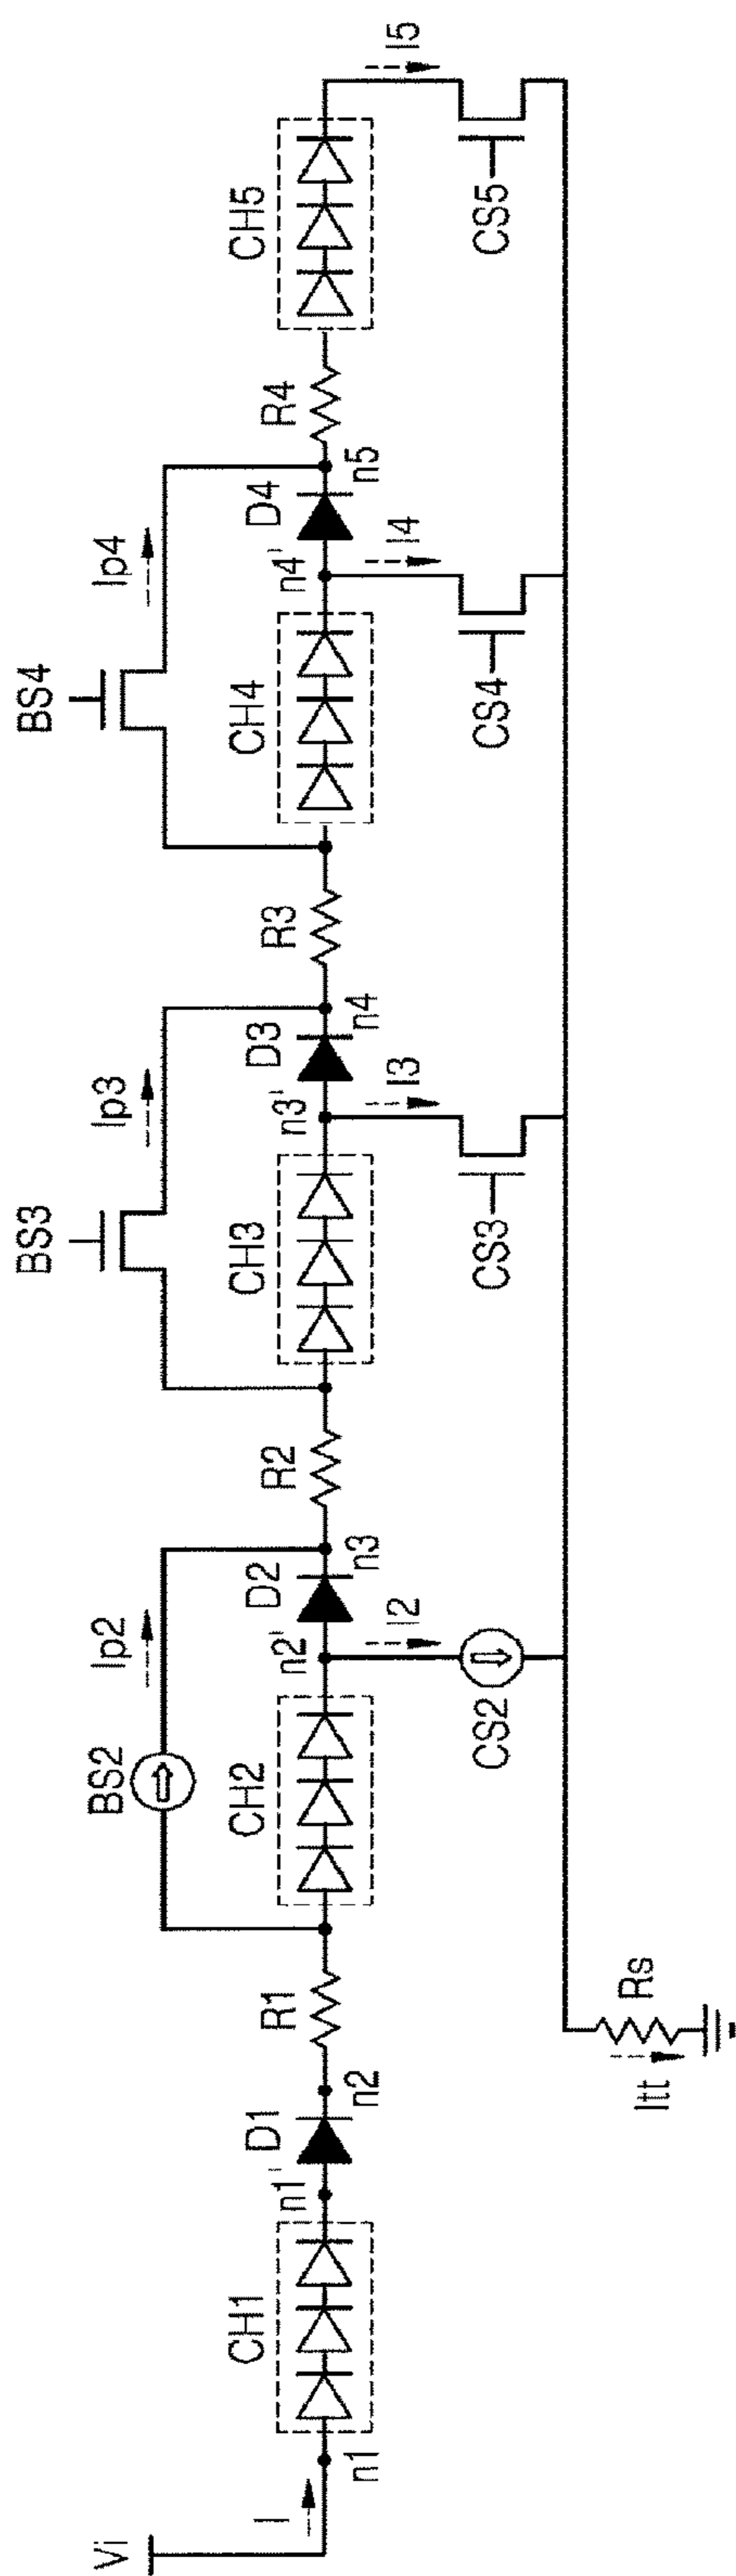 Vi
I
n1
CH1
n1'
D1
n2
R1
BS2
Ip2
CH2
n2'
D2
n3
I2
CS2
R2
BS3
Ip3
CH3
n3'
D3
n4
I3
CS3
R3
BS4
Ip4
CH4
n4'
D4
n5
I4
CS4
R4
CH5
I5
CS5
Rs
Itt